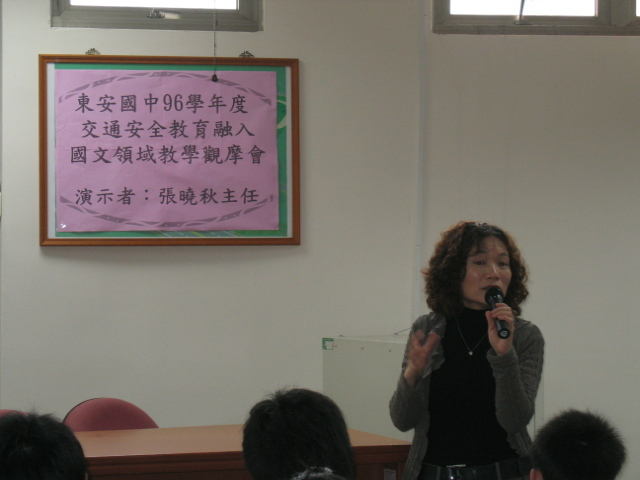 東安國中96學年度
交通安全教育融入
國文領域教學觀摩會
演示者：張曉秋主任